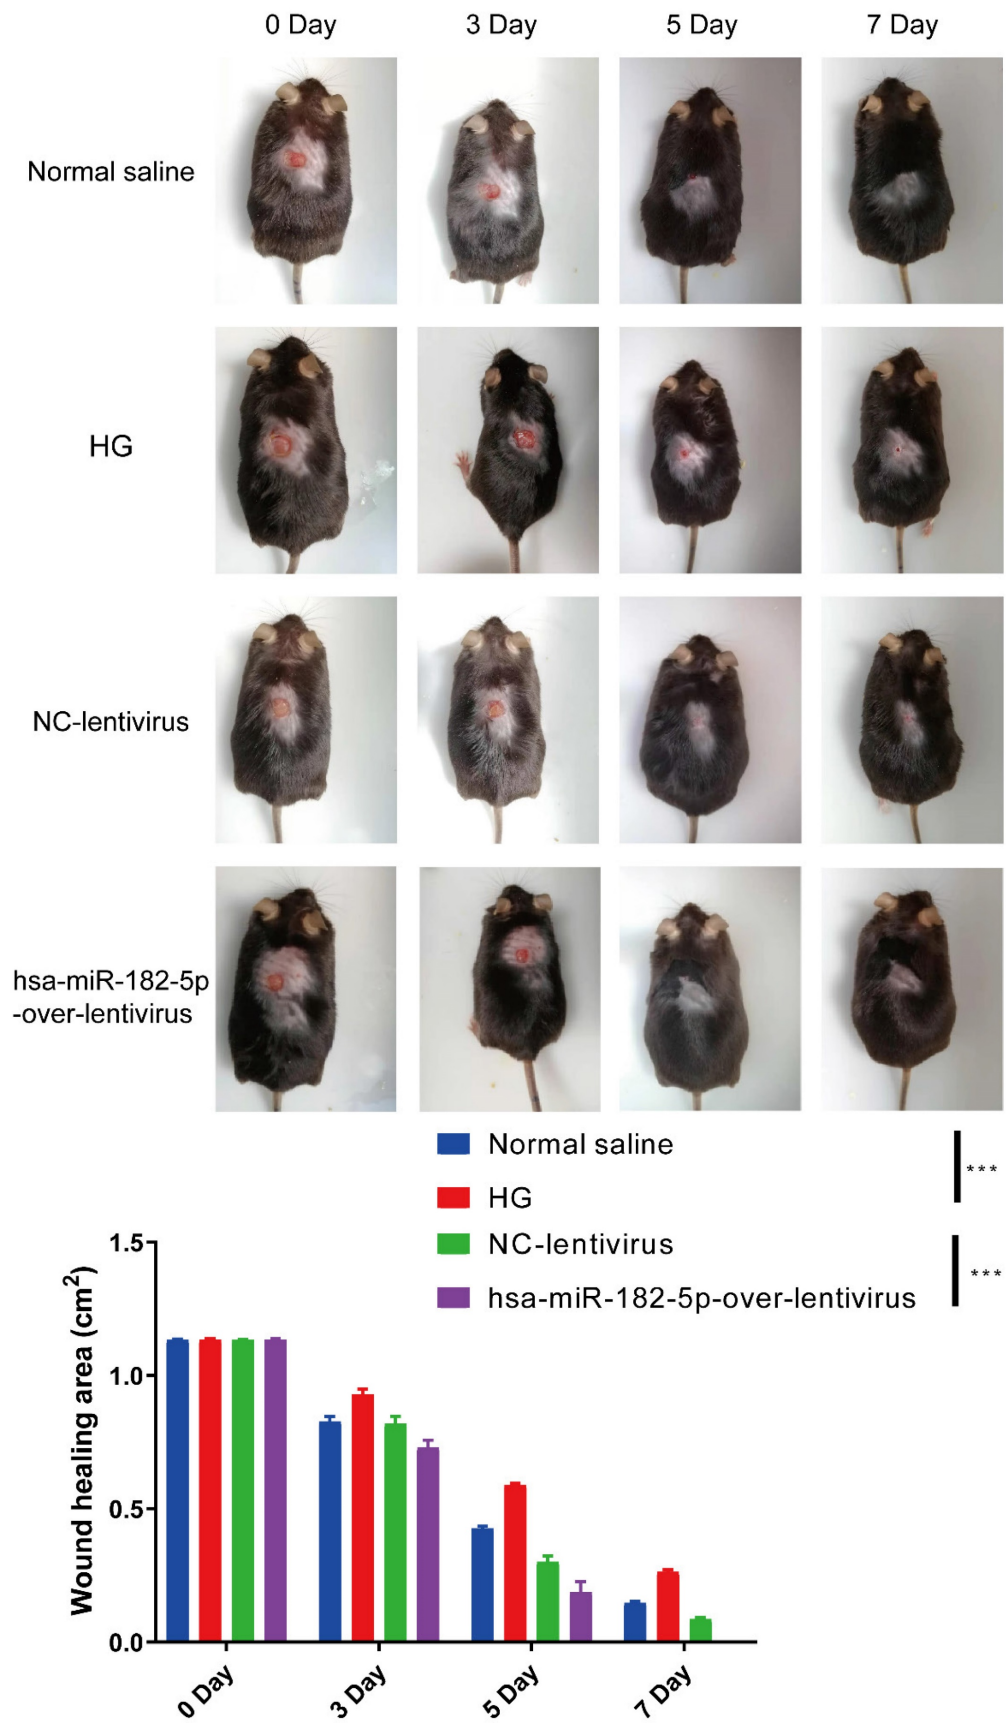 0 Day 3 Day 5 Day 7 Day
Normal saline
HG
NC-lentivirus
hsa-miR-182-5p
-over-lentivirus
Normal saline
HG
***
NC-lentivirus
hsa-miR-182-5p-over-lentivirus
***
Wound healing area (cm²)
1.5
1.0
0.5
0.0
0 Day 3 Day 5 Day 7 Day